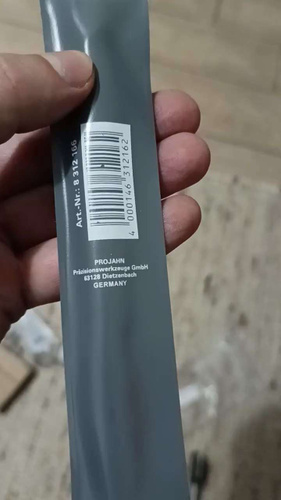 Art.-Nr.: 8 312 166
4 000146 312162
PROJAHN
Präzisionswerkzeuge GmbH
63128 Dietzenbach
GERMANY